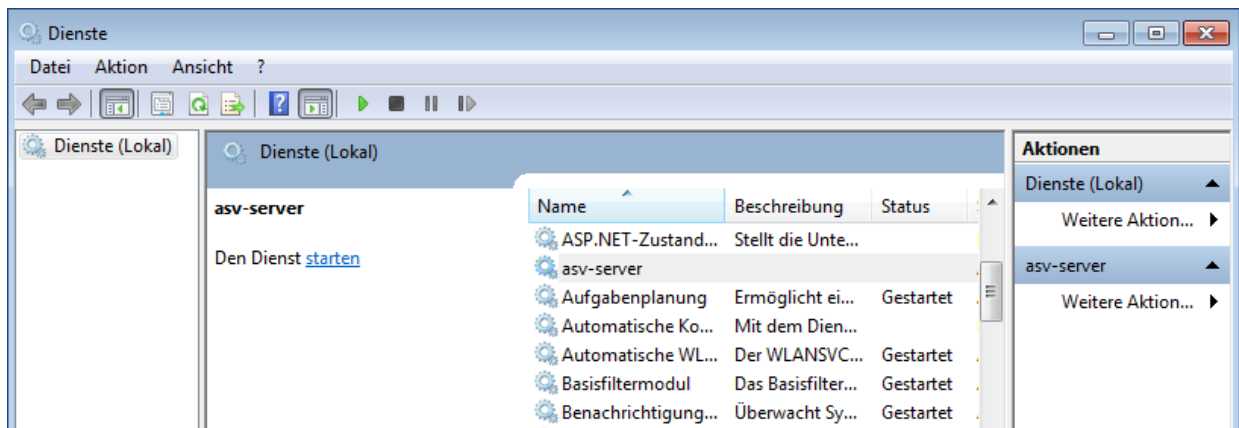 Dienste
Datei Aktion Ansicht ?
Dienste (Lokal)
Dienste (Lokal)
asv-server
Den Dienst starten
Name Beschreibung Status
ASP.NET-Zustand... Stellt die Unte...
asv-server
Aufgabenplanung Ermöglicht ei... Gestartet
Automatische Ko... Mit dem Dien...
Automatische WL... Der WLANSVC... Gestartet
Basisfiltermodul Das Basisfilter... Gestartet
Benachrichtigung... Überwacht Sy... Gestartet
Aktionen
Dienste (Lokal)
Weitere Aktion...
asv-server
Weitere Aktion...